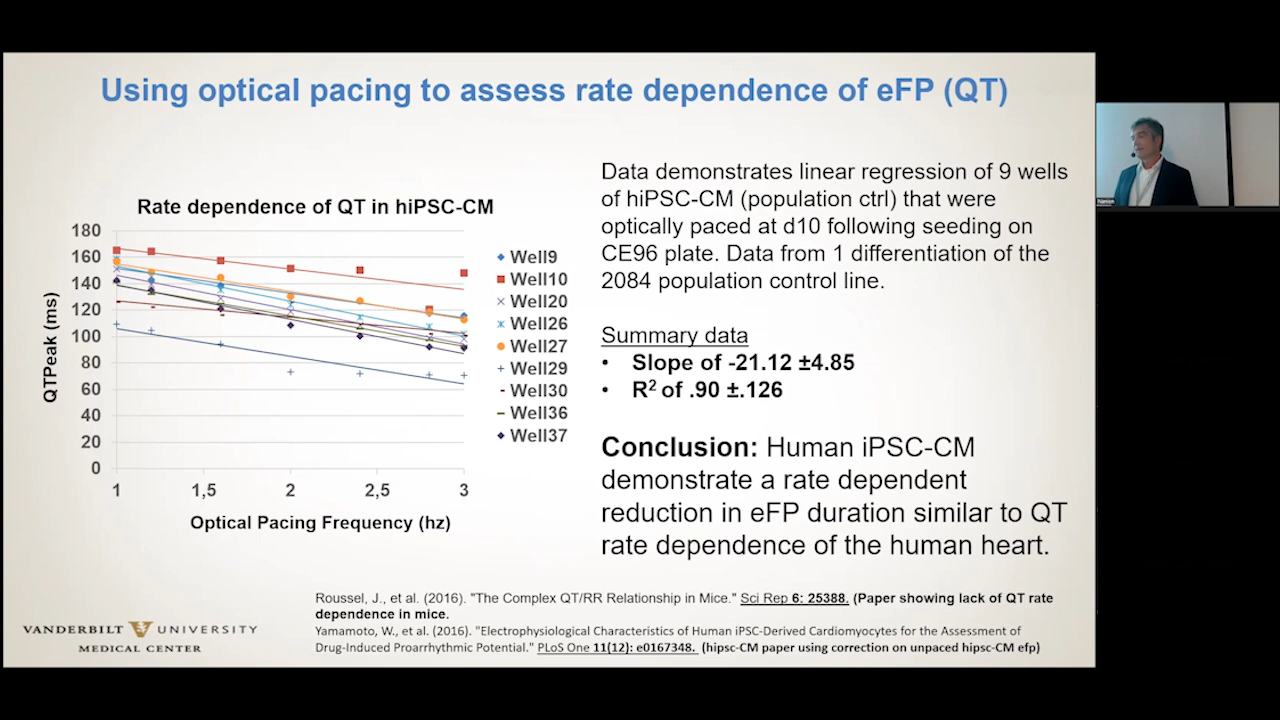 Using optical pacing to assess rate dependence of eFP (QT)
Rate dependence of QT in hiPSC-CM
QTPeak (ms)
180
160
140
120
100
80
60
40
20
0
1
1,5
2
2,5
3
Optical Pacing Frequency (hz)
Well9
Well10
Well20
Well26
Well27
Well29
Well30
Well36
Well37
Data demonstrates linear regression of 9 wells
of hiPSC-CM (population ctrl) that were
optically paced at d10 following seeding on
CE96 plate. Data from 1 differentiation of the
2084 population control line.
Summary data
• Slope of -21.12 ±4.85
• R² of .90 ±.126
Conclusion: Human iPSC-CM
demonstrate a rate dependent
reduction in eFP duration similar to QT
rate dependence of the human heart.
Roussel, J., et al. (2016). "The Complex QT/RR Relationship in Mice." Sci Rep 6: 25388. (Paper showing lack of QT rate
dependence in mice.
Yamamoto, W., et al. (2016). "Electrophysiological Characteristics of Human iPSC-Derived Cardiomyocytes for the Assessment of
Drug-Induced Proarrhythmic Potential." PLoS One 11(12): e0167348. (hipsc-CM paper using correction on unpaced hipsc-CM efp)
VANDERBILT V UNIVERSITY
MEDICAL CENTER
Nanion